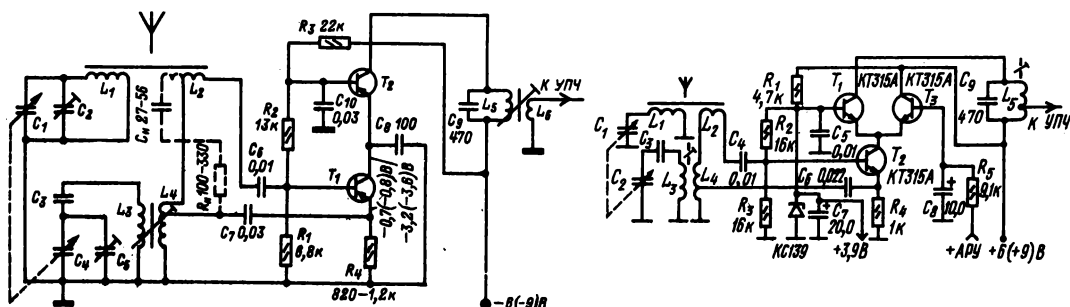 R3 22к
T2
L1
L2
C1
C2
Cн 27-56
R2
13к
C10
0,03
C8 100
L5
L6
К УПЧ
C9
470
C6
0,01
T1
Rн 100-330
C3
L3
L4
C7 0,03
-0,7(-0,8)В
-3,2(-3,8)В
C4
C5
R1
6,8к
R4
820-1,2к
-6(-9)В
R1
4,7к
T1
КТ315А
КТ315А
T3
C9
470
L5
К УПЧ
L1
L2
C1
C3
C2
L3
L4
C4
0,01
R2
16к
C5
0,01
T2
КТ315А
C6
0,022
R3
16к
КС139
C7
20,0
+3,9В
R4
1к
C8
10,0
R5
9,1к
+АРУ
+6(+9)В